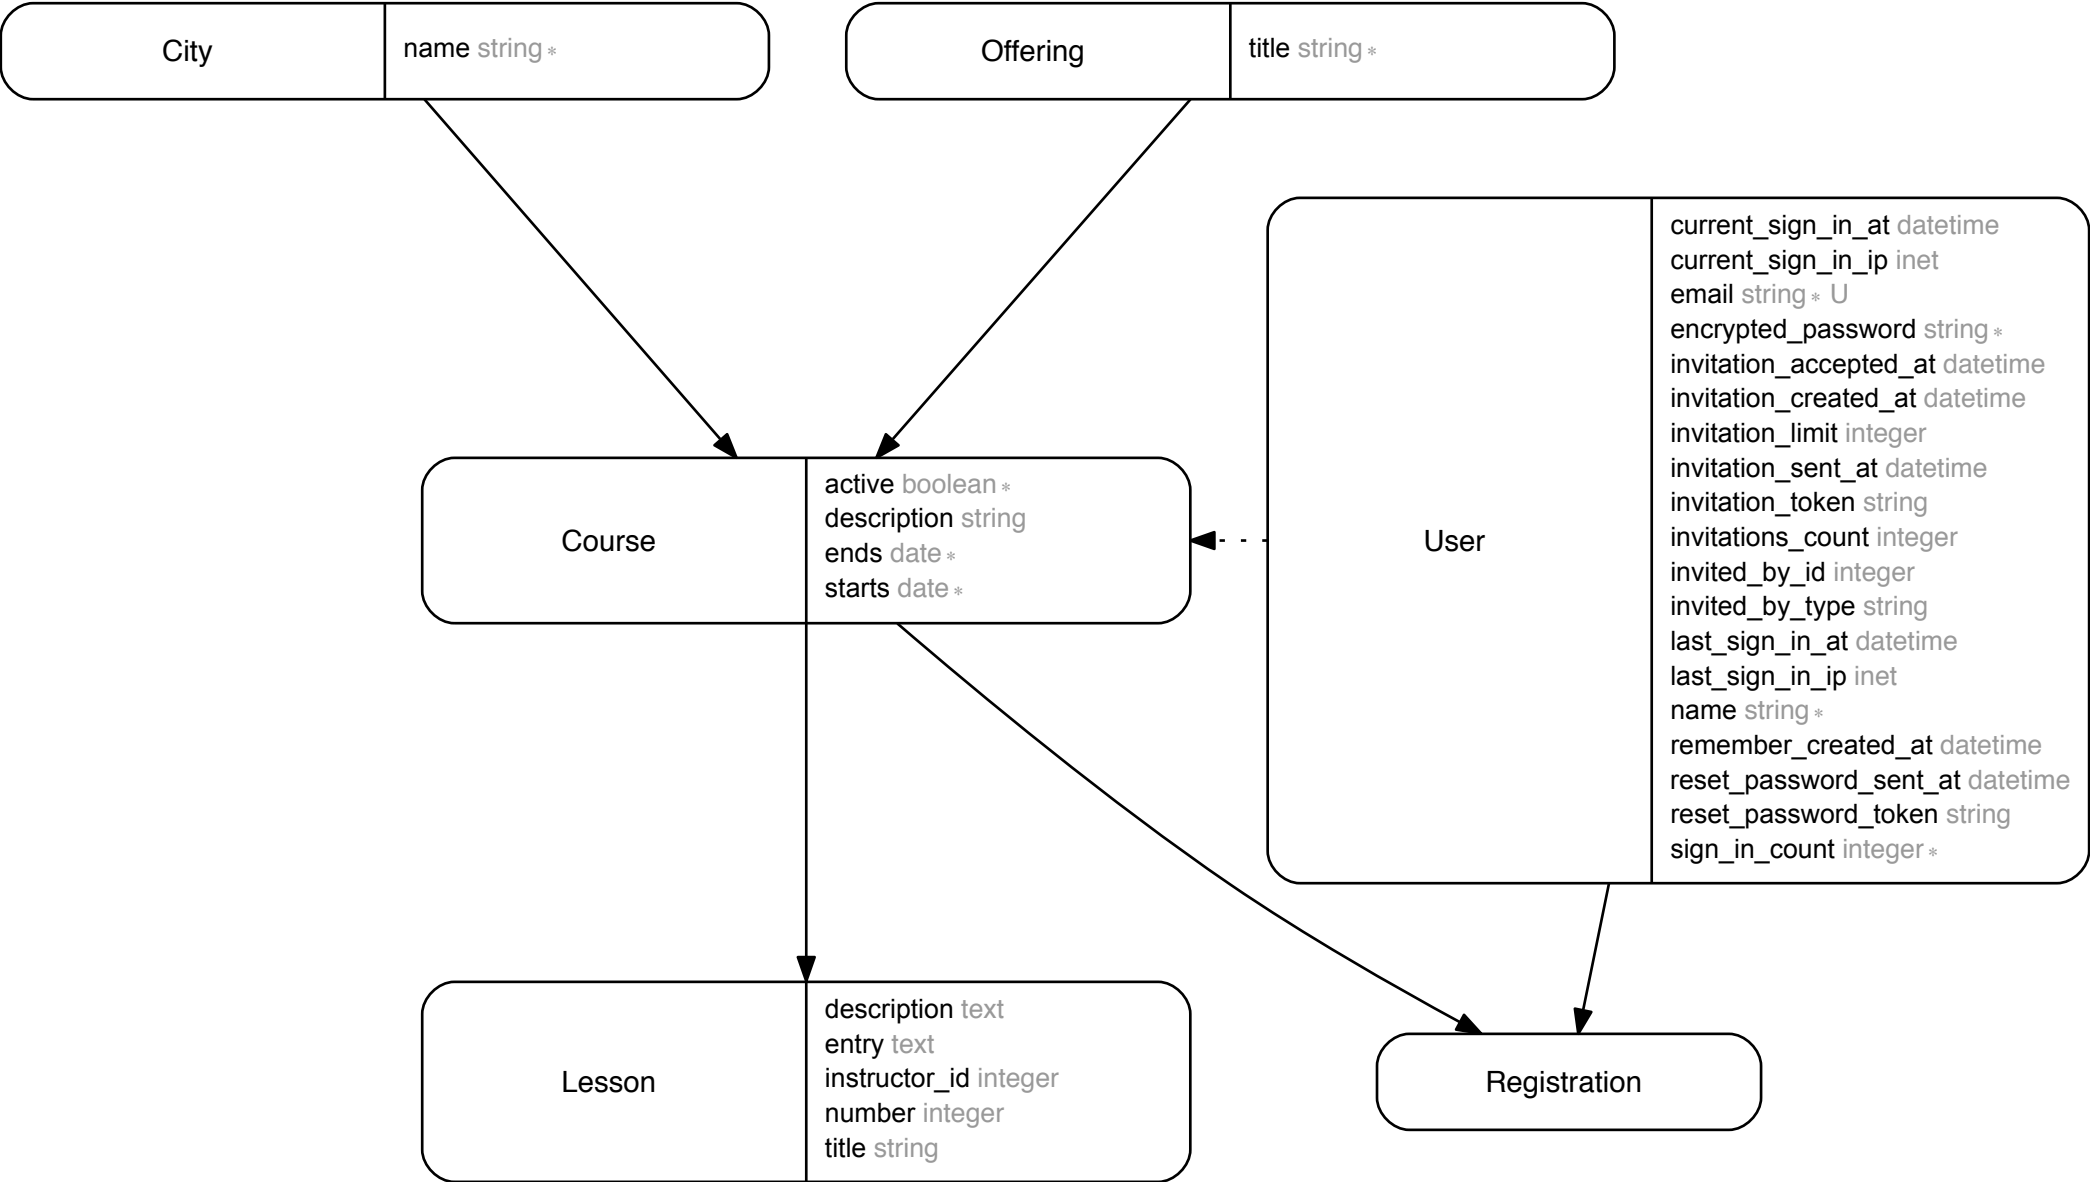 City
name string *
Offering
title string *
Course
active boolean *
description string
ends date *
starts date *
User
current_sign_in_at datetime
current_sign_in_ip inet
email string * U
encrypted_password string *
invitation_accepted_at datetime
invitation_created_at datetime
invitation_limit integer
invitation_sent_at datetime
invitation_token string
invitations_count integer
invited_by_id integer
invited_by_type string
last_sign_in_at datetime
last_sign_in_ip inet
name string *
remember_created_at datetime
reset_password_sent_at datetime
reset_password_token string
sign_in_count integer *
Lesson
description text
entry text
instructor_id integer
number integer
title string
Registration